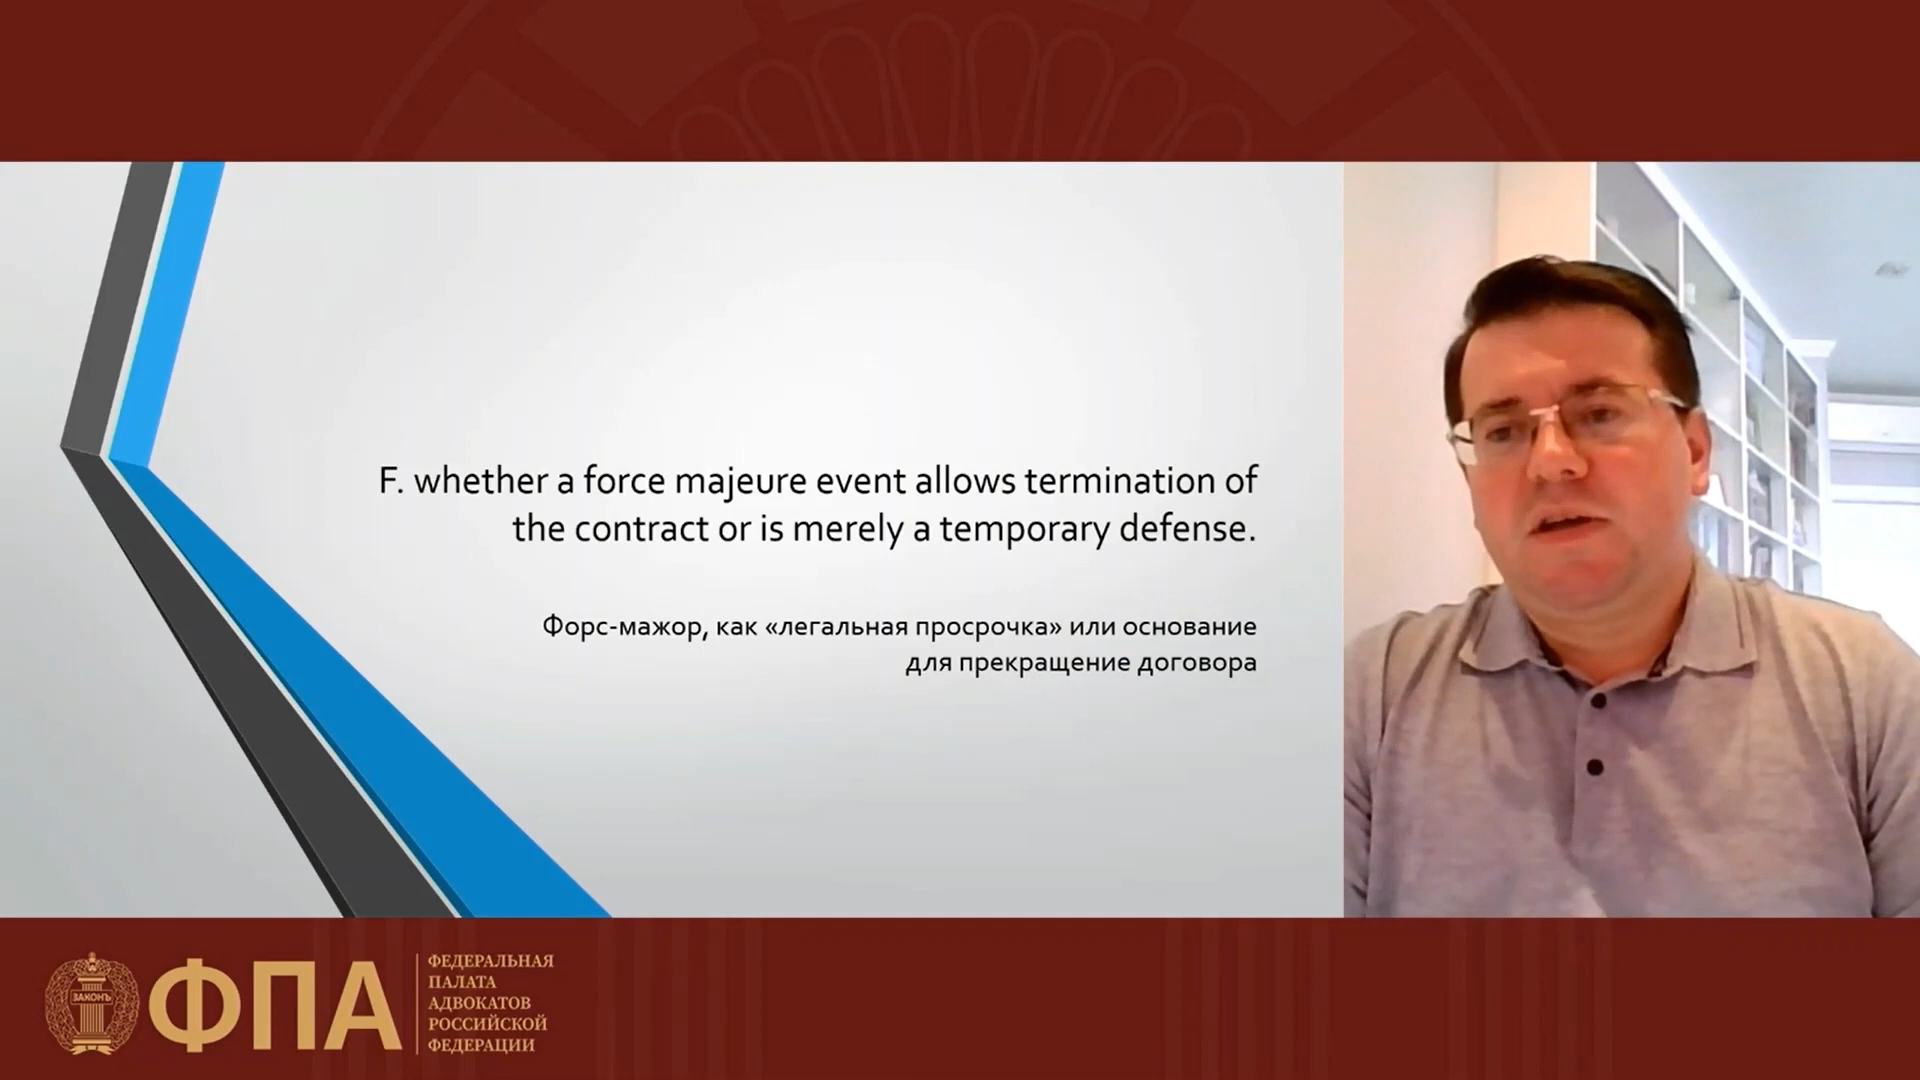 F. whether a force majeure event allows termination of
the contract or is merely a temporary defense.
Форс-мажор, как «легальная просрочка» или основание
для прекращение договора
ЗАКОНЪ
ФПА
ФЕДЕРАЛЬНАЯ
ПАЛАТА
АДВОКАТОВ
РОССИЙСКОЙ
ФЕДЕРАЦИИ